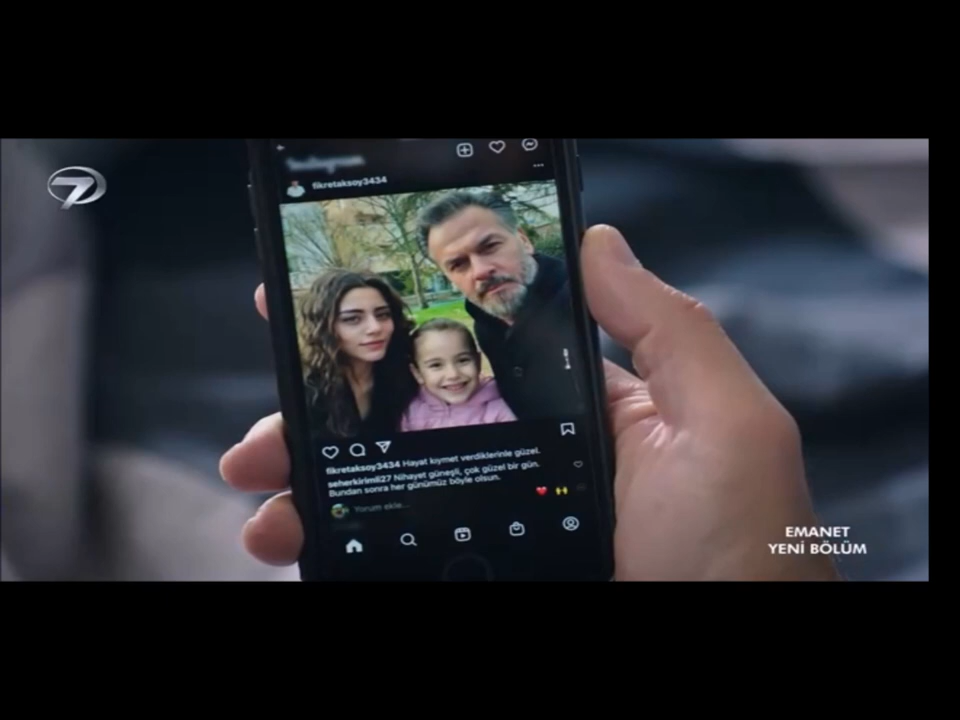 7
fikretaksoy3434
fikretaksoy3434 Hayat kıymet verdiklerinle güzel.
seherkirimli27 Nihayet güneşli, çok güzel bir gün.
Bundan sonra her günümüz böyle olsun.
Yorum ekle...
EMANET
YENİ BÖLÜM